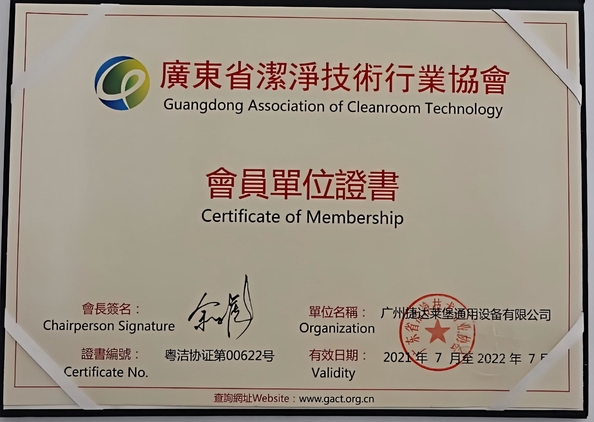 廣東省潔淨技術行業協會
Guangdong Association of Cleanroom Technology
會員單位證書
Certificate of Membership
會長簽名： 單位名稱： 广州捷达莱堡通用设备有限公司
Chairperson Signature Organization
證書編號： 粤洁协证第00622号 有效日期： 2021 年 7 月至 2022 年 7 月
Certificate No. Validity
查詢網址Website：www.gact.org.cn